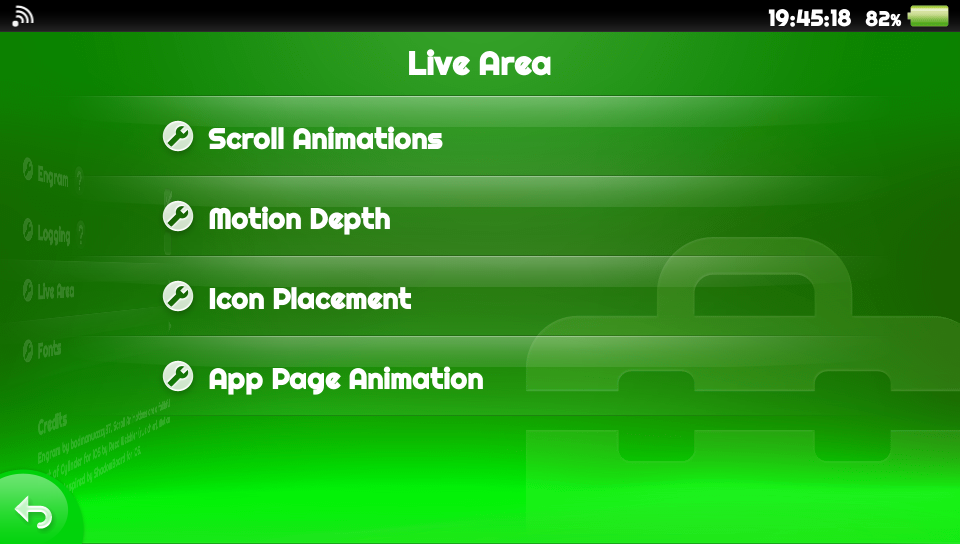 19:45:18 82%
Live Area
Scroll Animations
Motion Depth
Icon Placement
App Page Animation
Engram ?
Logging ?
Live Area
Fonts
Credits